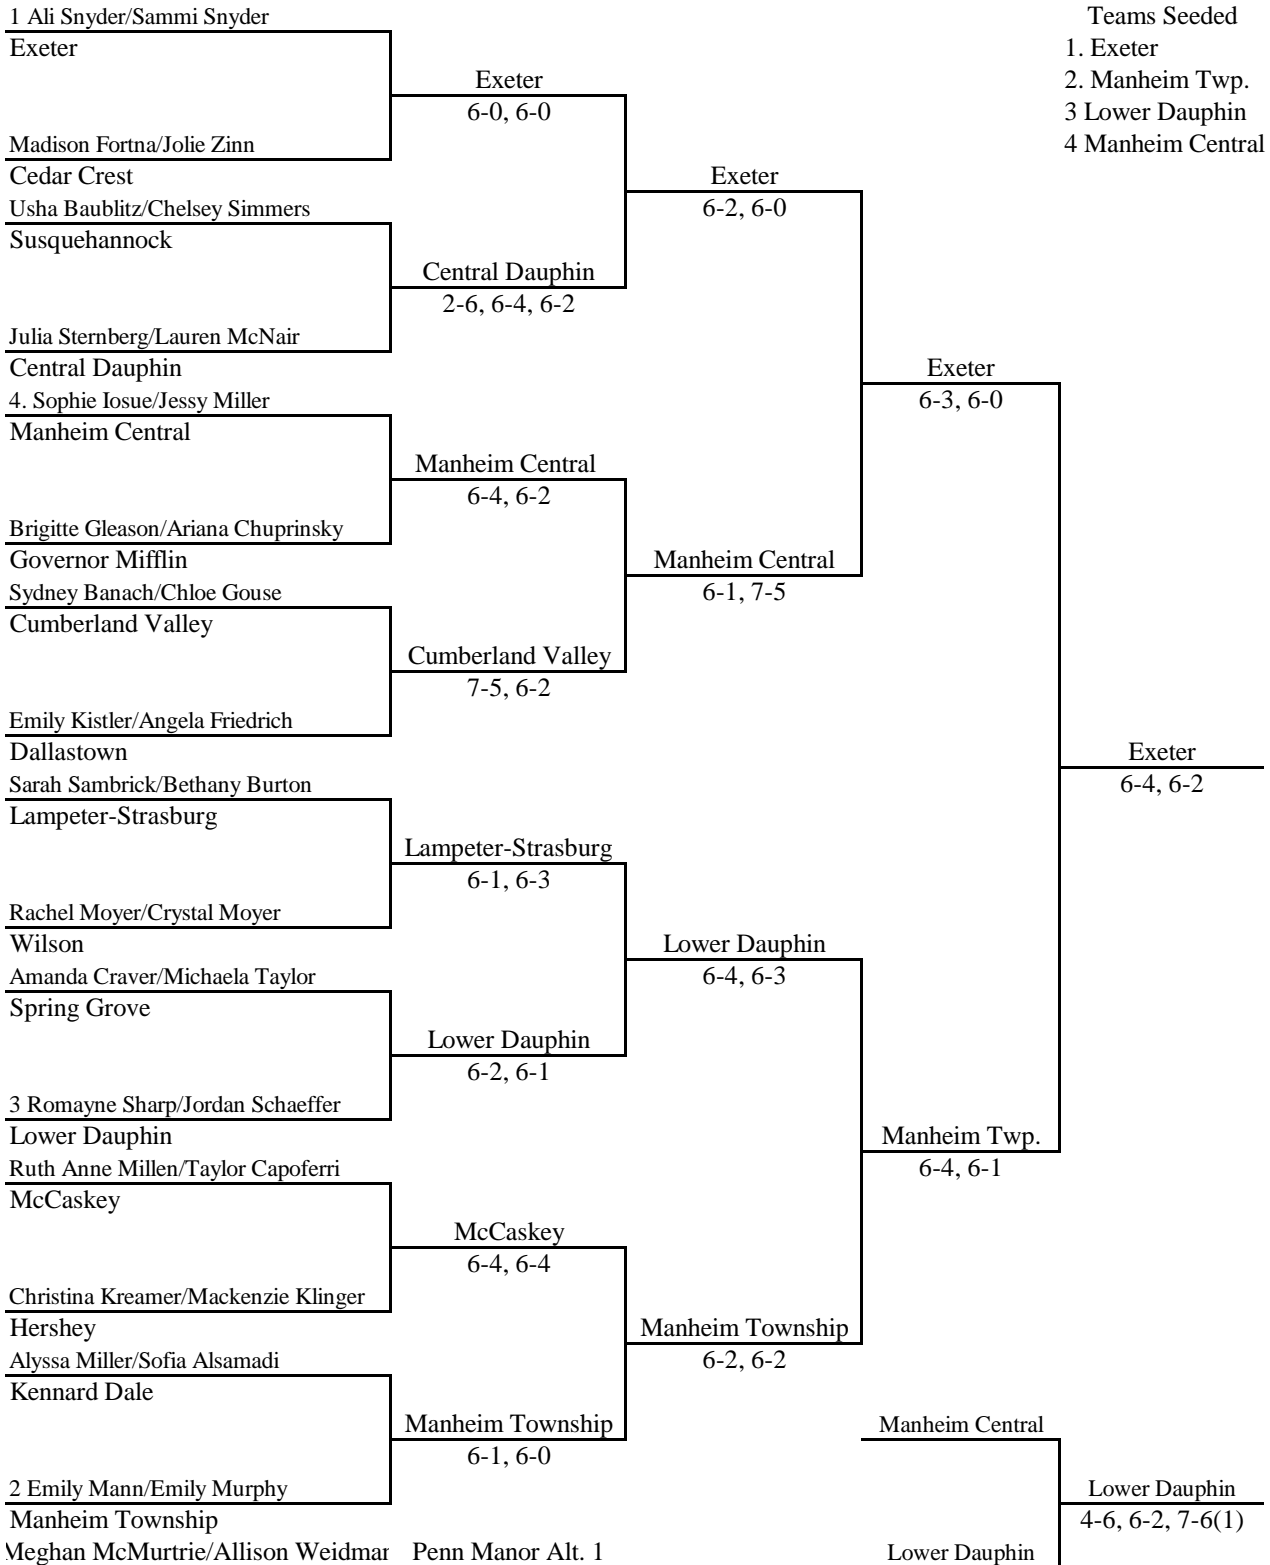 1 Ali Snyder/Sammi Snyder
Exeter
Madison Fortna/Jolie Zinn
Cedar Crest
Usha Baublitz/Chelsey Simmers
Susquehannock
Julia Sternberg/Lauren McNair
Central Dauphin
4. Sophie Iosue/Jessy Miller
Manheim Central
Brigitte Gleason/Ariana Chuprinsky
Governor Mifflin
Sydney Banach/Chloe Gouse
Cumberland Valley
Emily Kistler/Angela Friedrich
Dallastown
Sarah Sambrick/Bethany Burton
Lampeter-Strasburg
Rachel Moyer/Crystal Moyer
Wilson
Amanda Craver/Michaela Taylor
Spring Grove
3 Romayne Sharp/Jordan Schaeffer
Lower Dauphin
Ruth Anne Millen/Taylor Capoferri
McCaskey
Christina Kreamer/Mackenzie Klinger
Hershey
Alyssa Miller/Sofia Alsamadi
Kennard Dale
2 Emily Mann/Emily Murphy
Manheim Township
Meghan McMurtrie/Allison Weidman Penn Manor Alt. 1
Exeter
6-0, 6-0
Central Dauphin
2-6, 6-4, 6-2
Manheim Central
6-4, 6-2
Cumberland Valley
7-5, 6-2
Lampeter-Strasburg
6-1, 6-3
Lower Dauphin
6-2, 6-1
McCaskey
6-4, 6-4
Manheim Township
6-1, 6-0
Exeter
6-2, 6-0
Manheim Central
6-1, 7-5
Lower Dauphin
6-4, 6-3
Manheim Township
6-2, 6-2
Exeter
6-3, 6-0
Manheim Twp.
6-4, 6-1
Exeter
6-4, 6-2
Manheim Central
Lower Dauphin
Lower Dauphin
4-6, 6-2, 7-6(1)
Teams Seeded
1. Exeter
2. Manheim Twp.
3 Lower Dauphin
4 Manheim Central